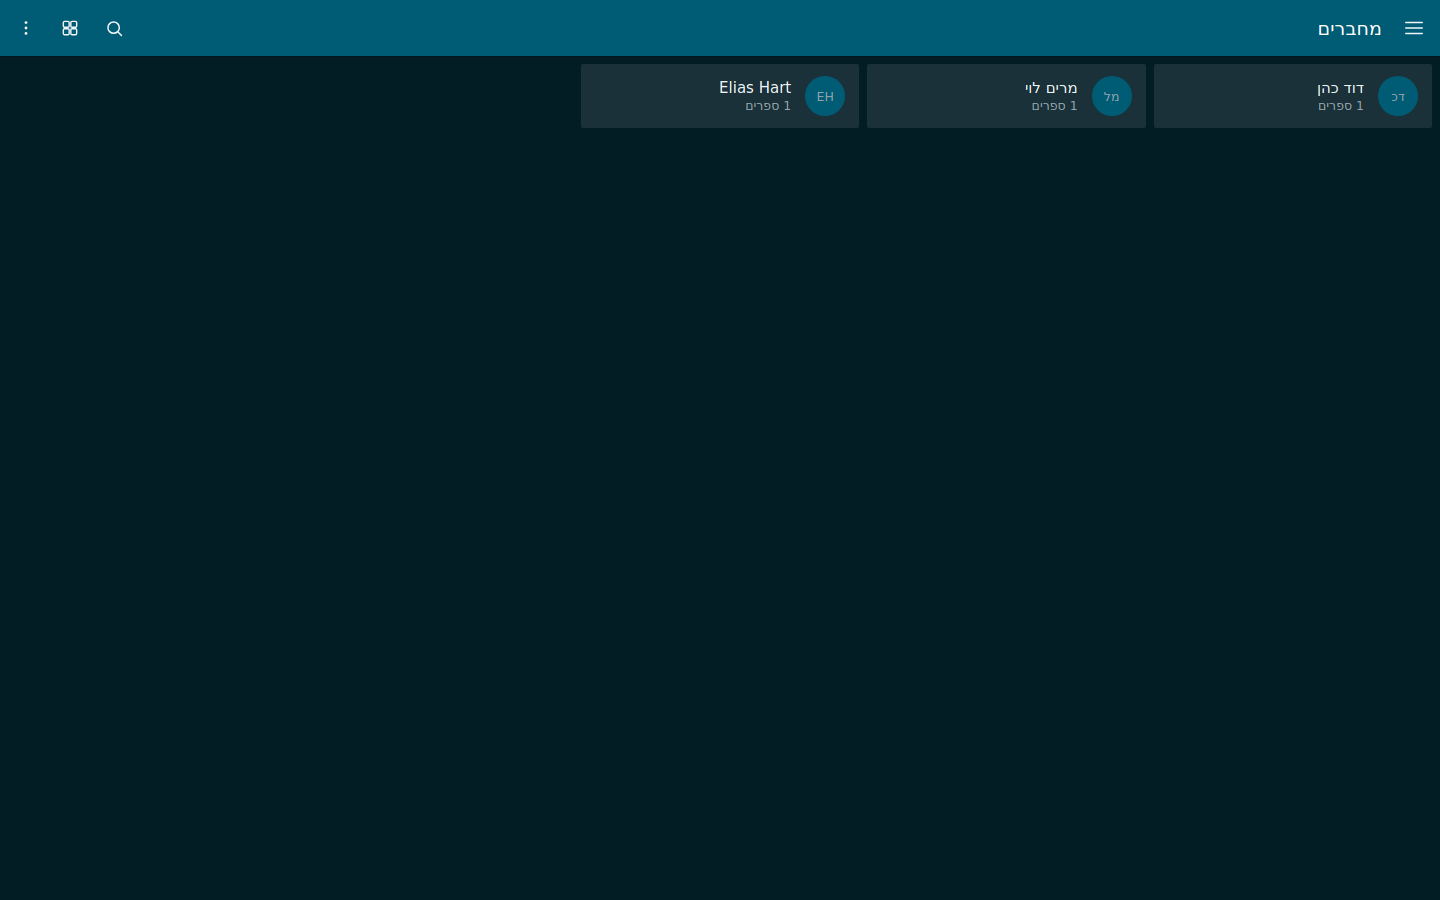 מחברים
דכ
דוד כהן
1 ספרים
מל
מרים לוי
1 ספרים
EH
Elias Hart
1 ספרים